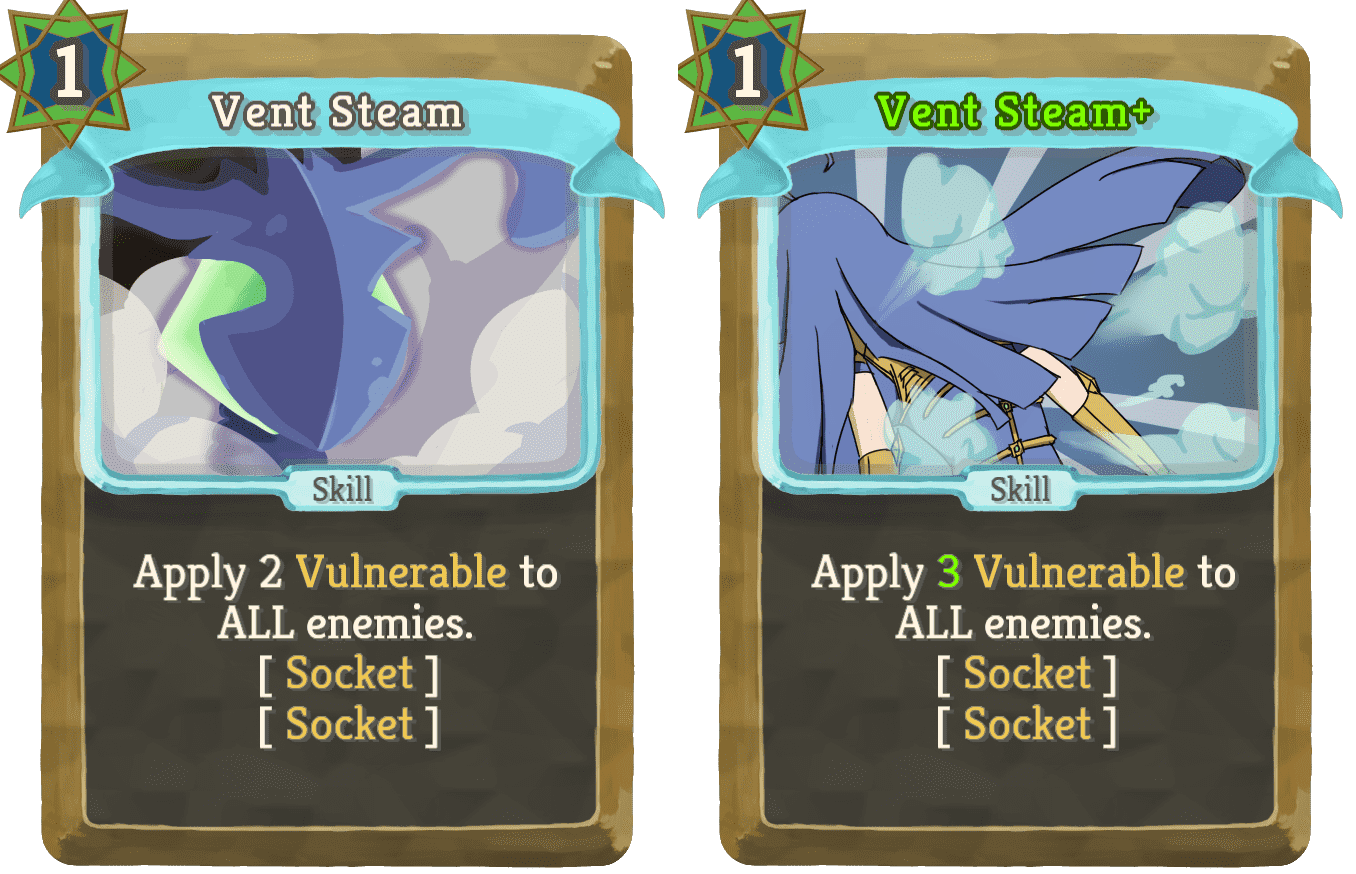 1
Vent Steam
Skill
Apply 2 Vulnerable to
ALL enemies.
[ Socket ]
[ Socket ]
1
Vent Steam+
Skill
Apply 3 Vulnerable to
ALL enemies.
[ Socket ]
[ Socket ]